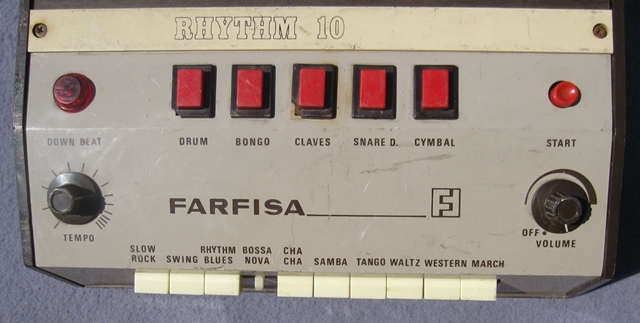 RHYTHM 10
DOWN BEAT DRUM BONGO CLAVES SNARE D. CYMBAL START
FARFISA
TEMPO OFF
VOLUME
SLOW RHYTHM BOSSA CHA
ROCK SWING BLUES NOVA CHA SAMBA TANGO WALTZ WESTERN MARCH